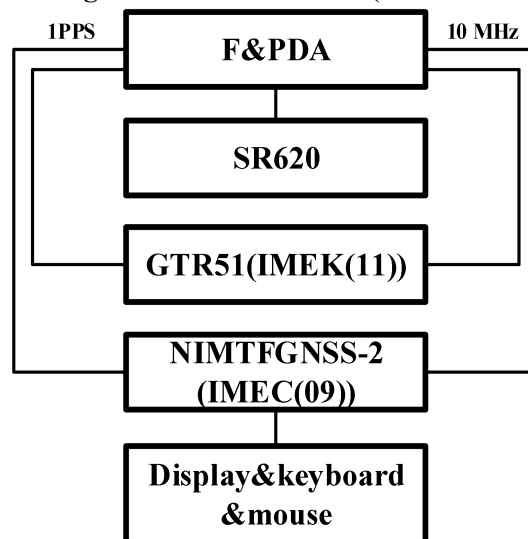 1PPS
F&PDA
10 MHz
SR620
GTR51(IMEK(11))
NIMTFGNSS-2
(IMEC(09))
Display&keyboard
&mouse